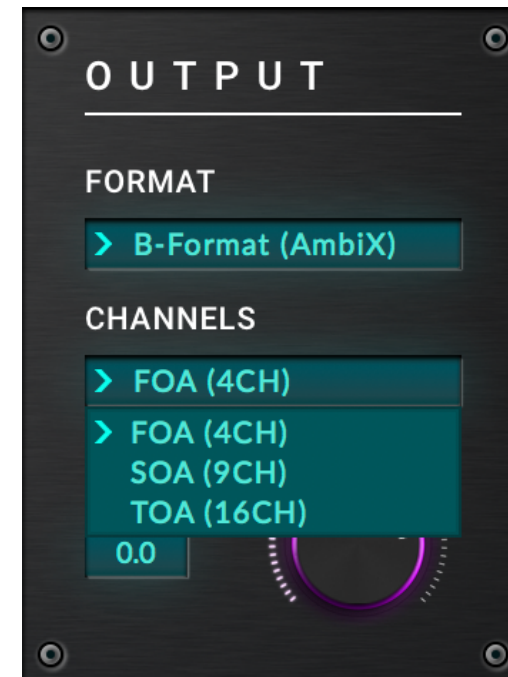 OUTPUT
FORMAT
B-Format (AmbiX)
CHANNELS
FOA (4CH)
FOA (4CH)
SOA (9CH)
TOA (16CH)
0.0